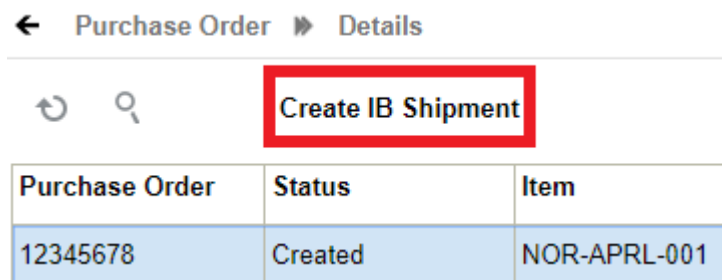 Purchase Order Details
Create IB Shipment
Purchase Order Status Item
12345678 Created NOR-APRL-001